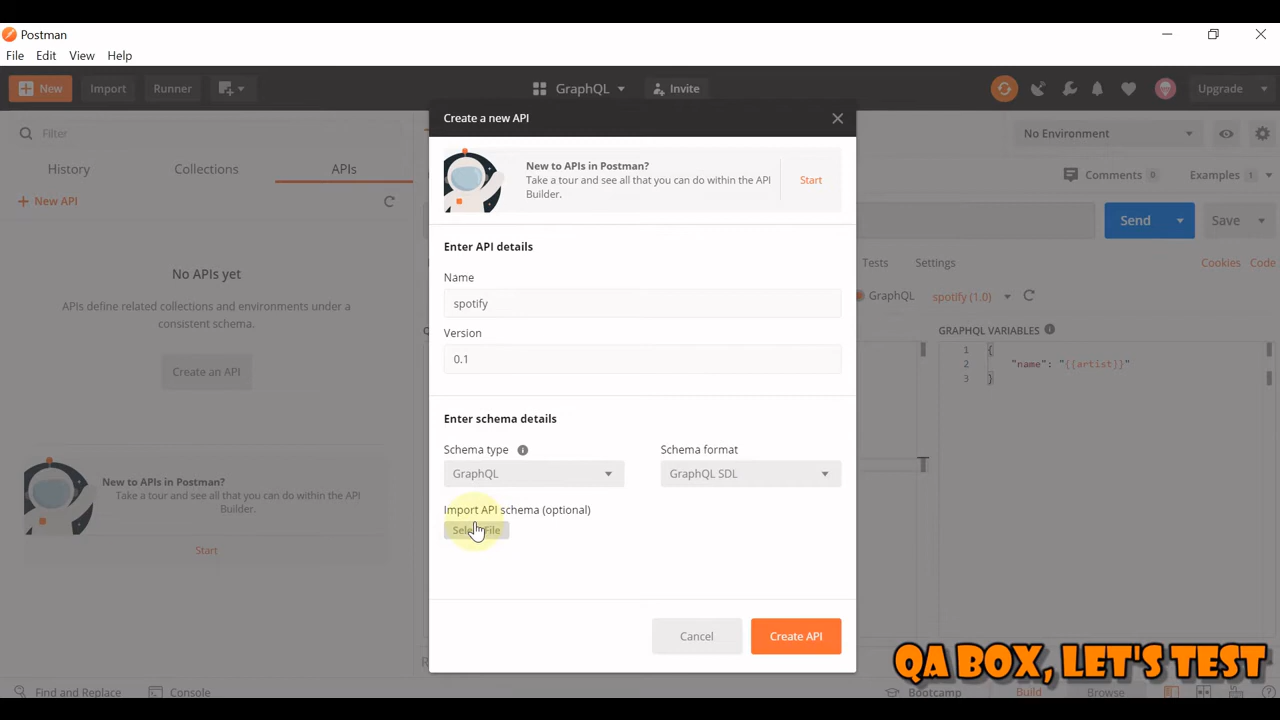 Postman
File Edit View Help
New Import Runner GraphQL Invite Upgrade
Create a new API
Filter
No Environment
History Collections APIs
New to APIs in Postman?
Take a tour and see all that you can do within the API
Builder.
Start
Comments 0 Examples 1
New API
Send Save
Enter API details
No APIs yet
APIs define related collections and environments under a
consistent schema.
Create an API
Name
spotify
Version
0.1
Tests Settings Cookies Code
GraphQL spotify (1.0)
GRAPHQL VARIABLES
1 {
2 "name": "{{artist}}"
3 }
Enter schema details
Schema type Schema format
GraphQL GraphQL SDL
Import API schema (optional)
Select File
New to APIs in Postman?
Take a tour and see all that you can do within the API
Builder.
Start
Cancel Create API
QA BOX, LET'S TEST
Find and Replace Console Bootcamp Build Browse